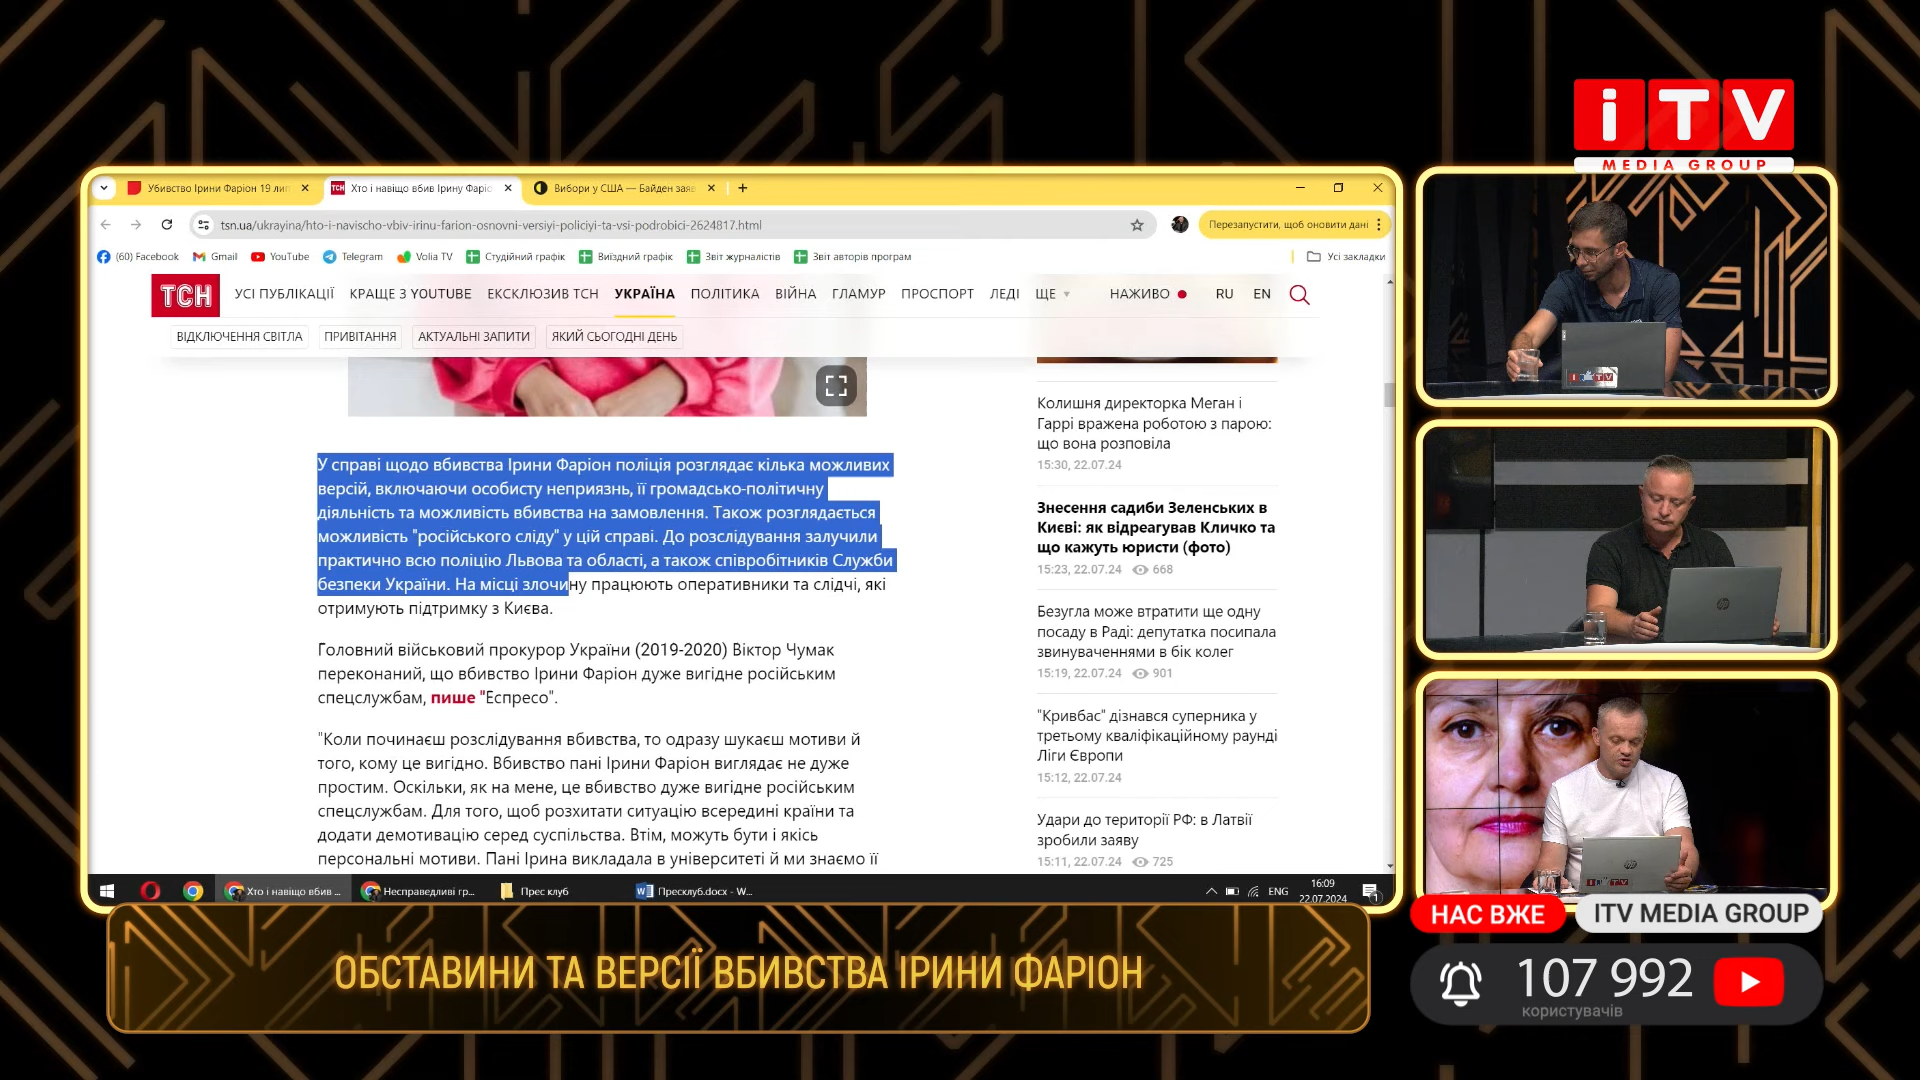 iTV
MEDIA GROUP
Убивство Ірини Фаріон 19 лип
Хто і навіщо вбив Ірину Фаріо
Вибори у США — Байден заяв
tsn.ua/ukrayina/hto-i-navischo-vbiv-irinu-farion-osnovni-versiyi-policiyi-ta-vsi-podrobici-2624817.html
Перезапустити, щоб оновити дані
(60) Facebook
Gmail
YouTube
Telegram
Volia TV
Студійний графік
Виїздний графік
Звіт журналістів
Звіт авторів програм
Усі закладки
ТСН
УСІ ПУБЛІКАЦІЇ
КРАЩЕ З YOUTUBE
ЕКСКЛЮЗИВ ТСН
УКРАЇНА
ПОЛІТИКА
ВІЙНА
ГЛАМУР
ПРОСПОРТ
ЛЕДІ
ЩЕ
НАЖИВО
RU
EN
ВІДКЛЮЧЕННЯ СВІТЛА
ПРИВІТАННЯ
АКТУАЛЬНІ ЗАПИТИ
ЯКИЙ СЬОГОДНІ ДЕНЬ
У справі щодо вбивства Ірини Фаріон поліція розглядає кілька можливих
версій, включаючи особисту неприязнь, її громадсько-політичну
діяльність та можливість вбивства на замовлення. Також розглядається
можливість "російського сліду" у цій справі. До розслідування залучили
практично всю поліцію Львова та області, а також співробітників Служби
безпеки України. На місці злочину працюють оперативники та слідчі, які
отримують підтримку з Києва.
Головний військовий прокурор України (2019-2020) Віктор Чумак
переконаний, що вбивство Ірини Фаріон дуже вигідне російським
спецслужбам, пише "Еспресо".
"Коли починаєш розслідування вбивства, то одразу шукаєш мотиви й
того, кому це вигідно. Вбивство пані Ірини Фаріон виглядає не дуже
простим. Оскільки, як на мене, це вбивство дуже вигідне російським
спецслужбам. Для того, щоб розхитати ситуацію всередині країни та
додати демотивацію серед суспільства. Втім, можуть бути і якісь
персональні мотиви. Пані Ірина викладала в університеті й ми знаємо її
Колишня директорка Меган і
Гаррі вражена роботою з парою:
що вона розповіла
15:30, 22.07.24
Знесення садиби Зеленських в
Києві: як відреагував Кличко та
що кажуть юристи (фото)
15:23, 22.07.24 668
Безугла може втратити ще одну
посаду в Раді: депутатка посипала
звинуваченнями в бік колег
15:19, 22.07.24 901
"Кривбас" дізнався суперника у
третьому кваліфікаційному раунді
Ліги Європи
15:12, 22.07.24
Удари до території РФ: в Латвії
зробили заяву
15:11, 22.07.24 725
Хто і навіщо вбив ...
Несправедливі гр...
Прес клуб
Пресклуб.docx - W...
ENG
16:09
22.07.2024
1
ОБСТАВИНИ ТА ВЕРСІЇ ВБИВСТВА ІРИНИ ФАРІОН
НАС ВЖЕ
ITV MEDIA GROUP
107 992
користувачів